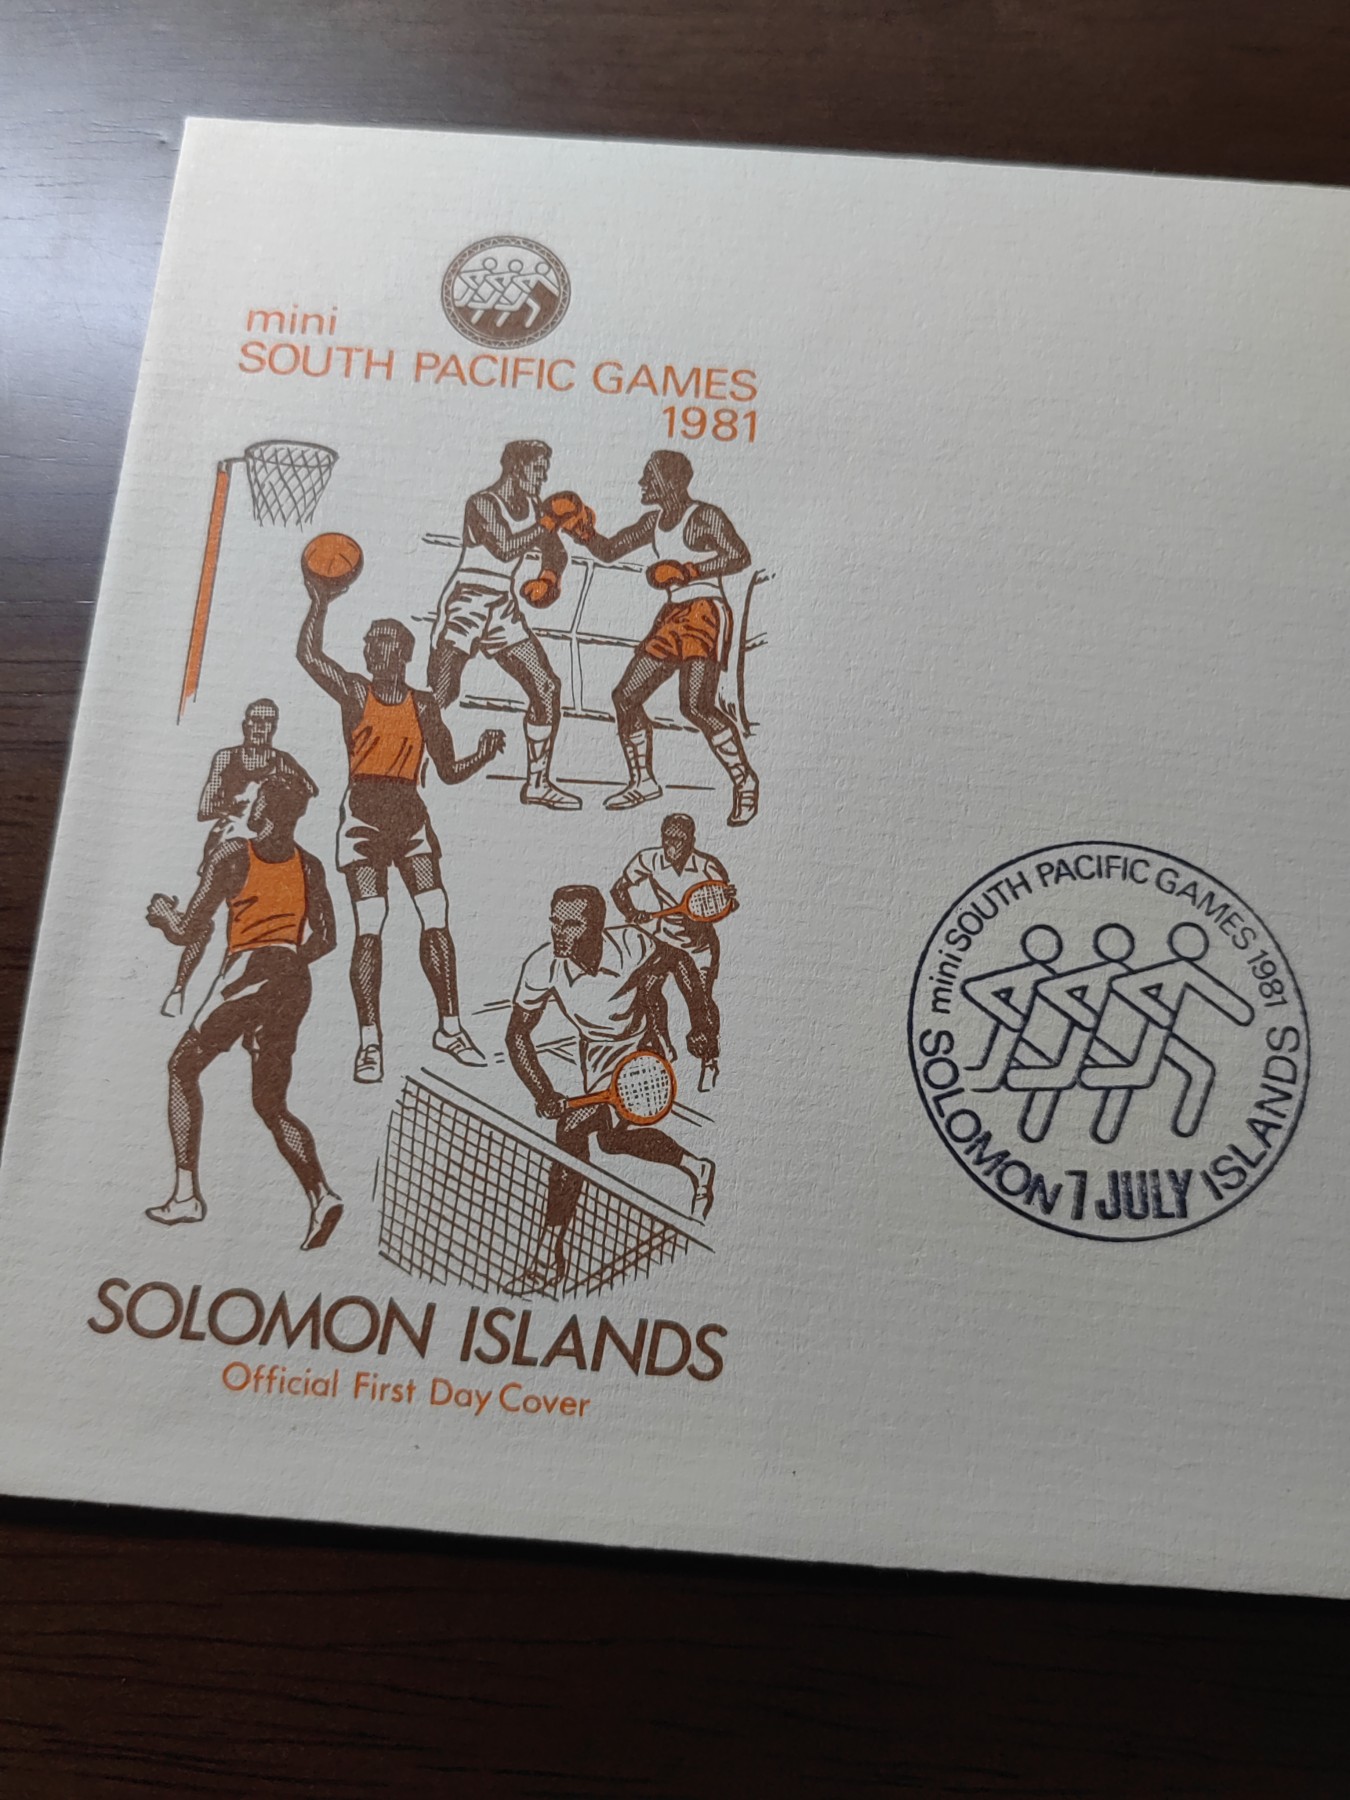 mini
SOUTH PACIFIC GAMES
1981
SOLOMON ISLANDS
Official First Day Cover
mini SOUTH PACIFIC GAMES 1981
SOLOMON 7 JULY ISLANDS